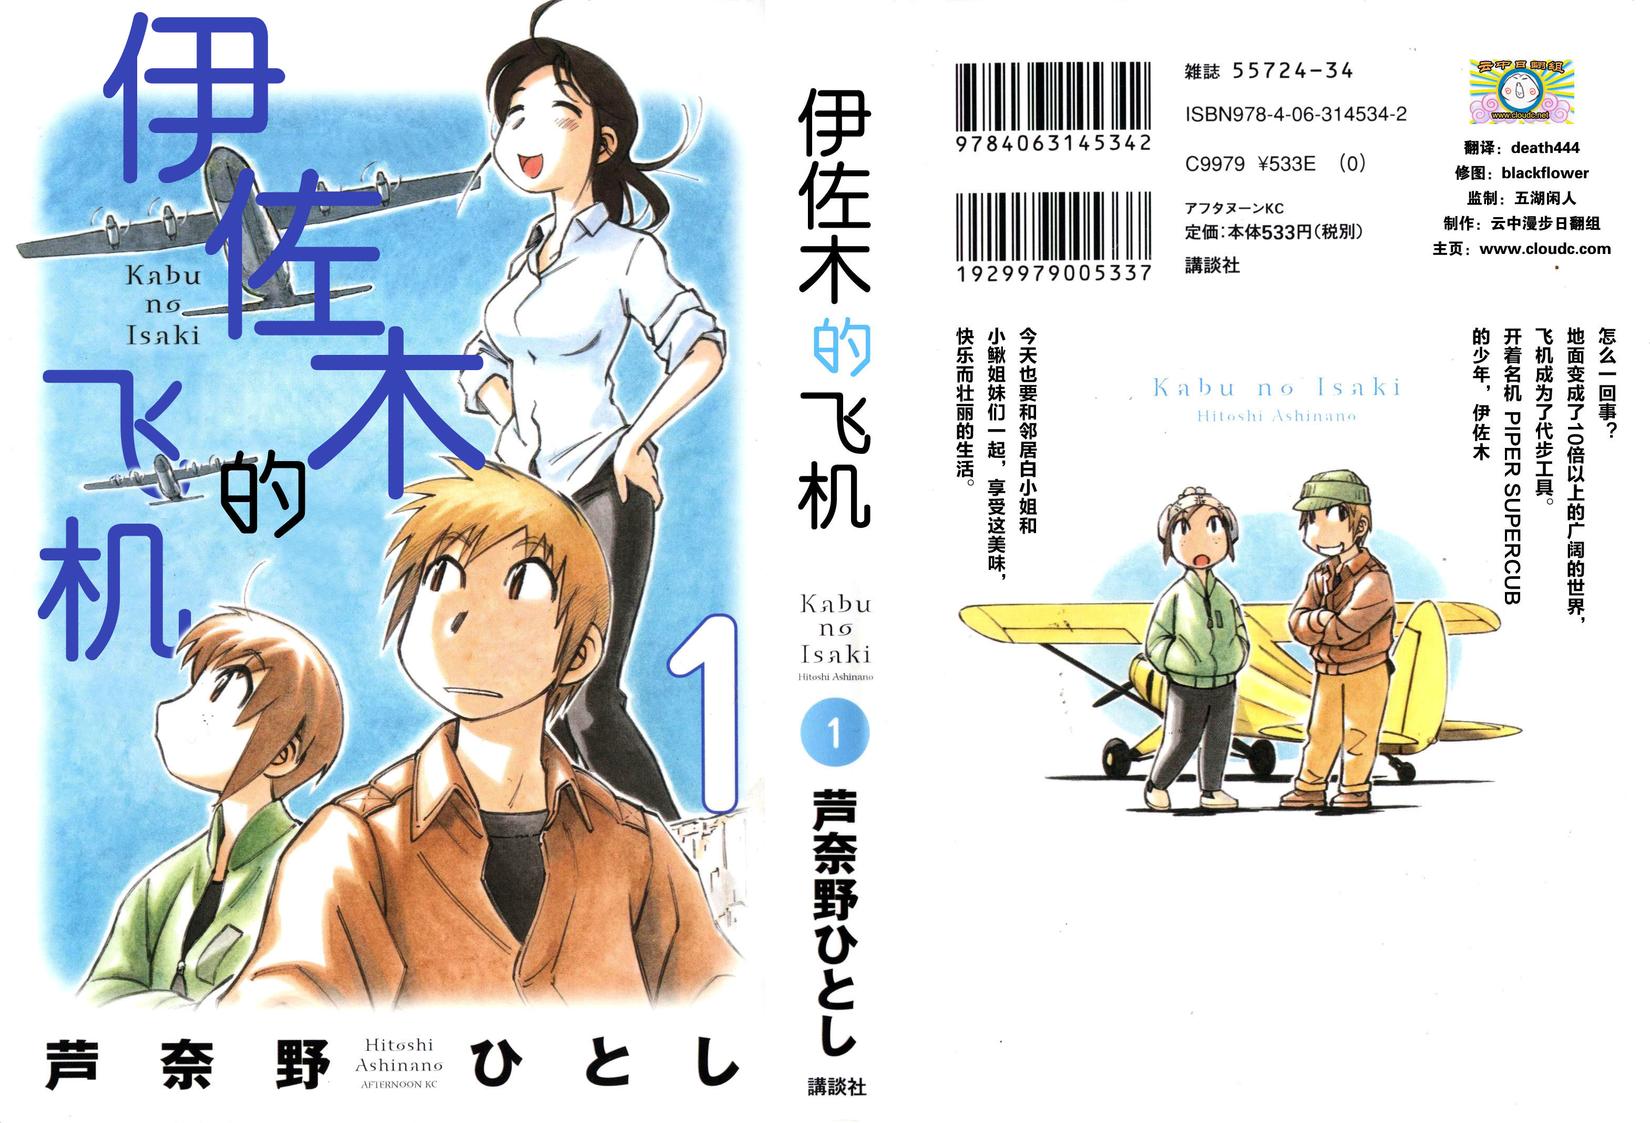 伊佐木
的
飞机
Kabu
no
Isaki
1
芦奈野ひとし
Hitoshi
Ashinano
AFTERNOON KC
伊佐木的飞机
Kabu
no
Isaki
Hitoshi Ashinano
1
芦奈野ひとし
講談社
9784063145342
1929979005337
雑誌 55724-34
ISBN978-4-06-314534-2
C9979 ¥533E (0)
アフタヌーンKC
定価:本体533円(税別)
講談社
云中日翻組
www.cloudc.net
翻译：death444
修图：blackflower
监制：五湖闲人
制作：云中漫步日翻组
主页：www.cloudc.com
怎么一回事？
地面变成了10倍以上的广阔的世界，
飞机成为了代步工具。
开着名机 PIPER SUPERCUB
的少年，伊佐木
Kabu no Isaki
Hitoshi Ashinano
今天也要和邻居白小姐和
小鳅姐妹们一起，享受这美味，
快乐而壮丽的生活。